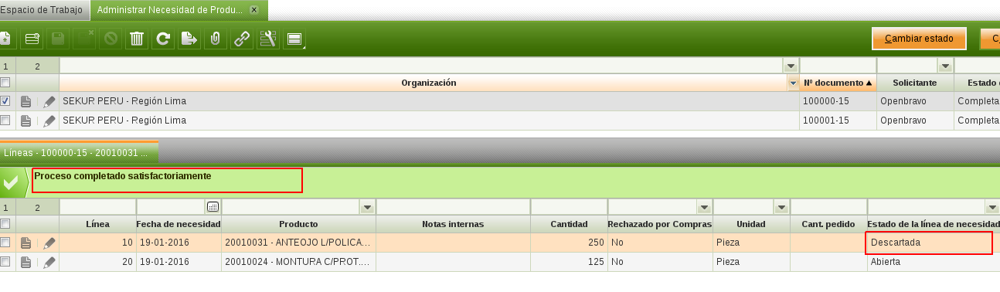 Espacio de Trabajo
Administrar Necesidad de Produ...
Cambiar estado
1 2
Organización Nº documento Solicitante Estado
SEKUR PERU - Región Lima 100000-15 Openbravo Completa
SEKUR PERU - Región Lima 100001-15 Openbravo Completa
Líneas - 100000-15 - 20010031 ...
Proceso completado satisfactoriamente
1 2
Línea Fecha de necesidad Producto Notas internas Cantidad Rechazado por Compras Unidad Cant. pedido Estado de la línea de necesidad
10 19-01-2016 20010031 - ANTEOJO L/POLICA... 250 No Pieza Descartada
20 19-01-2016 20010024 - MONTURA C/PROT.... 125 No Pieza Abierta